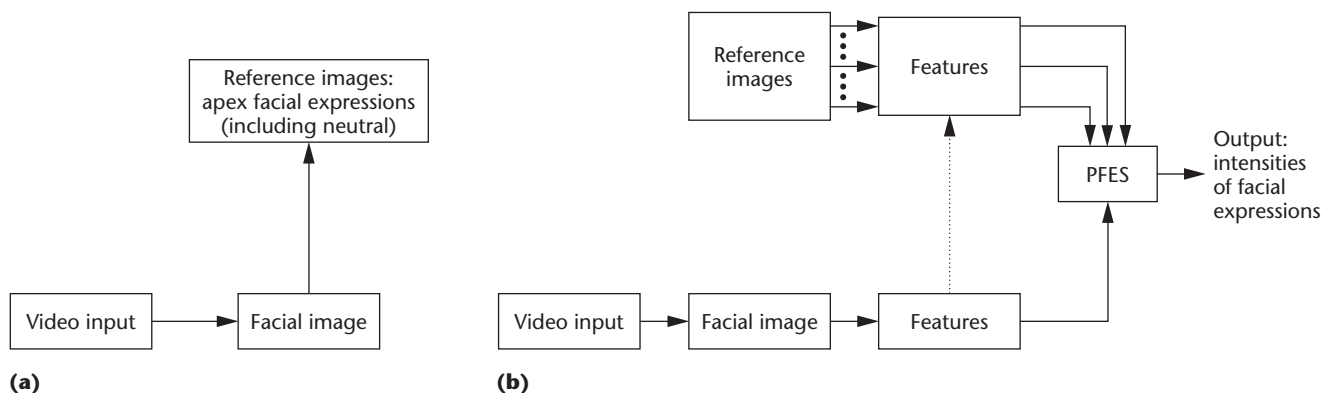 Reference images:
apex facial expressions
(including neutral)
Video input
Facial image
(a)
Reference
images
Features
PFES
Output:
intensities
of facial
expressions
Video input
Facial image
Features
(b)